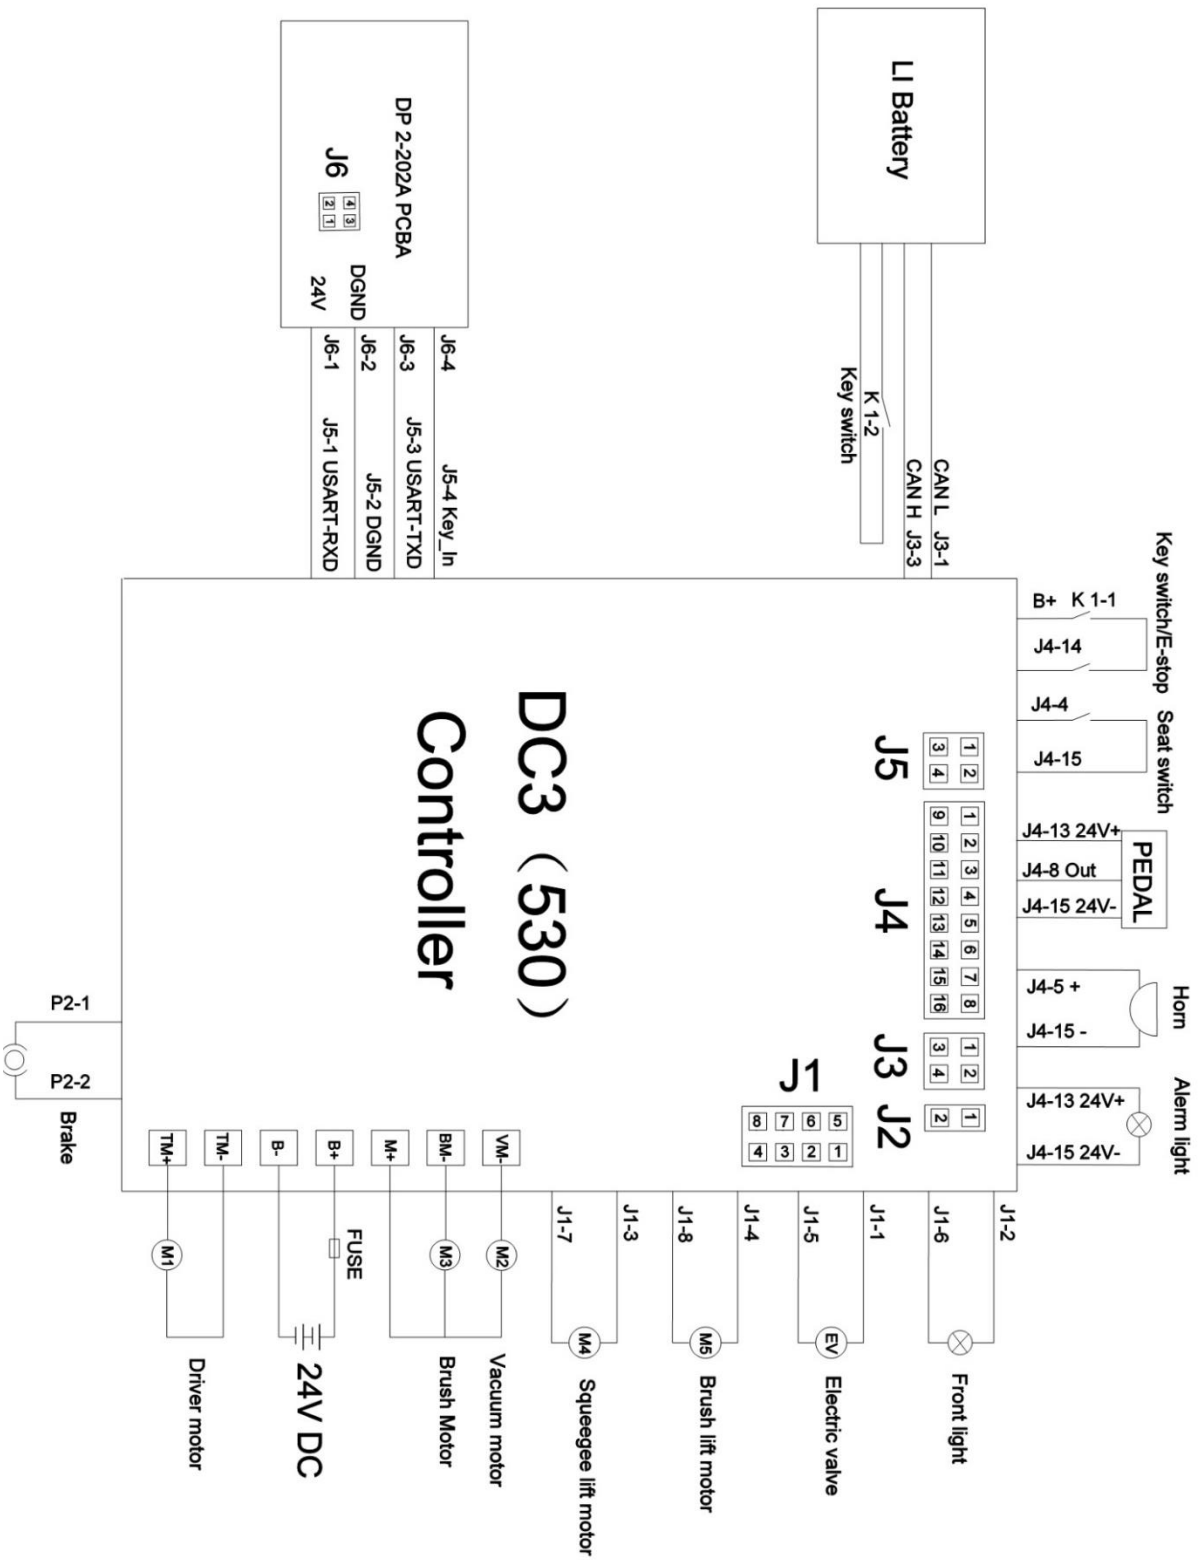 Key switch/E-stop
Seat switch
PEDAL
Horn
Alerm light
B+
K 1-1
J4-14
J4-4
J4-15
J4-13 24V+
J4-8 Out
J4-15 24V-
J4-5 +
J4-15 -
J4-13 24V+
J4-15 24V-
LI Battery
CAN L J3-1
CAN H J3-3
K 1-2
Key switch
1 2
3 4
J5
1 2 3 4 5 6 7 8
9 10 11 12 13 14 15 16
J4
1 2
3 4
J3
1
2
J2
5 1
6 2
7 3
8 4
J1
J1-2
J1-6
Front light
J1-1
J1-5
EV
Electric valve
J1-4
J1-8
M5
Brush lift motor
J1-3
J1-7
M4
Squeegee lift motor
DC3（530）
Controller
DP 2-202A PCBA
J6
4 3
2 1
DGND
24V
J6-4
J5-4 Key_In
J6-3
J5-3 USART-TXD
J6-2
J5-2 DGND
J6-1
J5-1 USART-RXD
VM-
M2
Vacuum motor
BM-
M3
Brush Motor
M+
B+
FUSE
B-
24V DC
TM-
TM+
M1
Driver motor
P2-1
P2-2
Brake